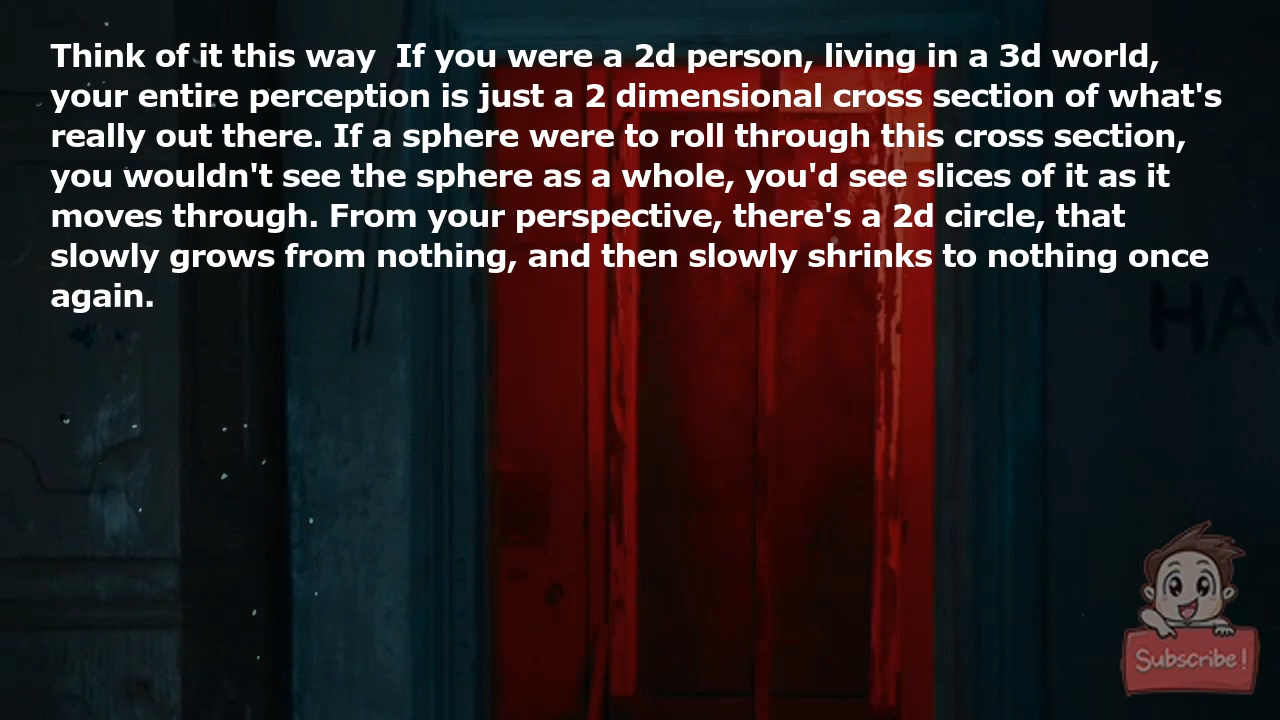 Think of it this way  If you were a 2d person, living in a 3d world,
your entire perception is just a 2 dimensional cross section of what's
really out there. If a sphere were to roll through this cross section,
you wouldn't see the sphere as a whole, you'd see slices of it as it
moves through. From your perspective, there's a 2d circle, that
slowly grows from nothing, and then slowly shrinks to nothing once
again.
HA
Subscribe!